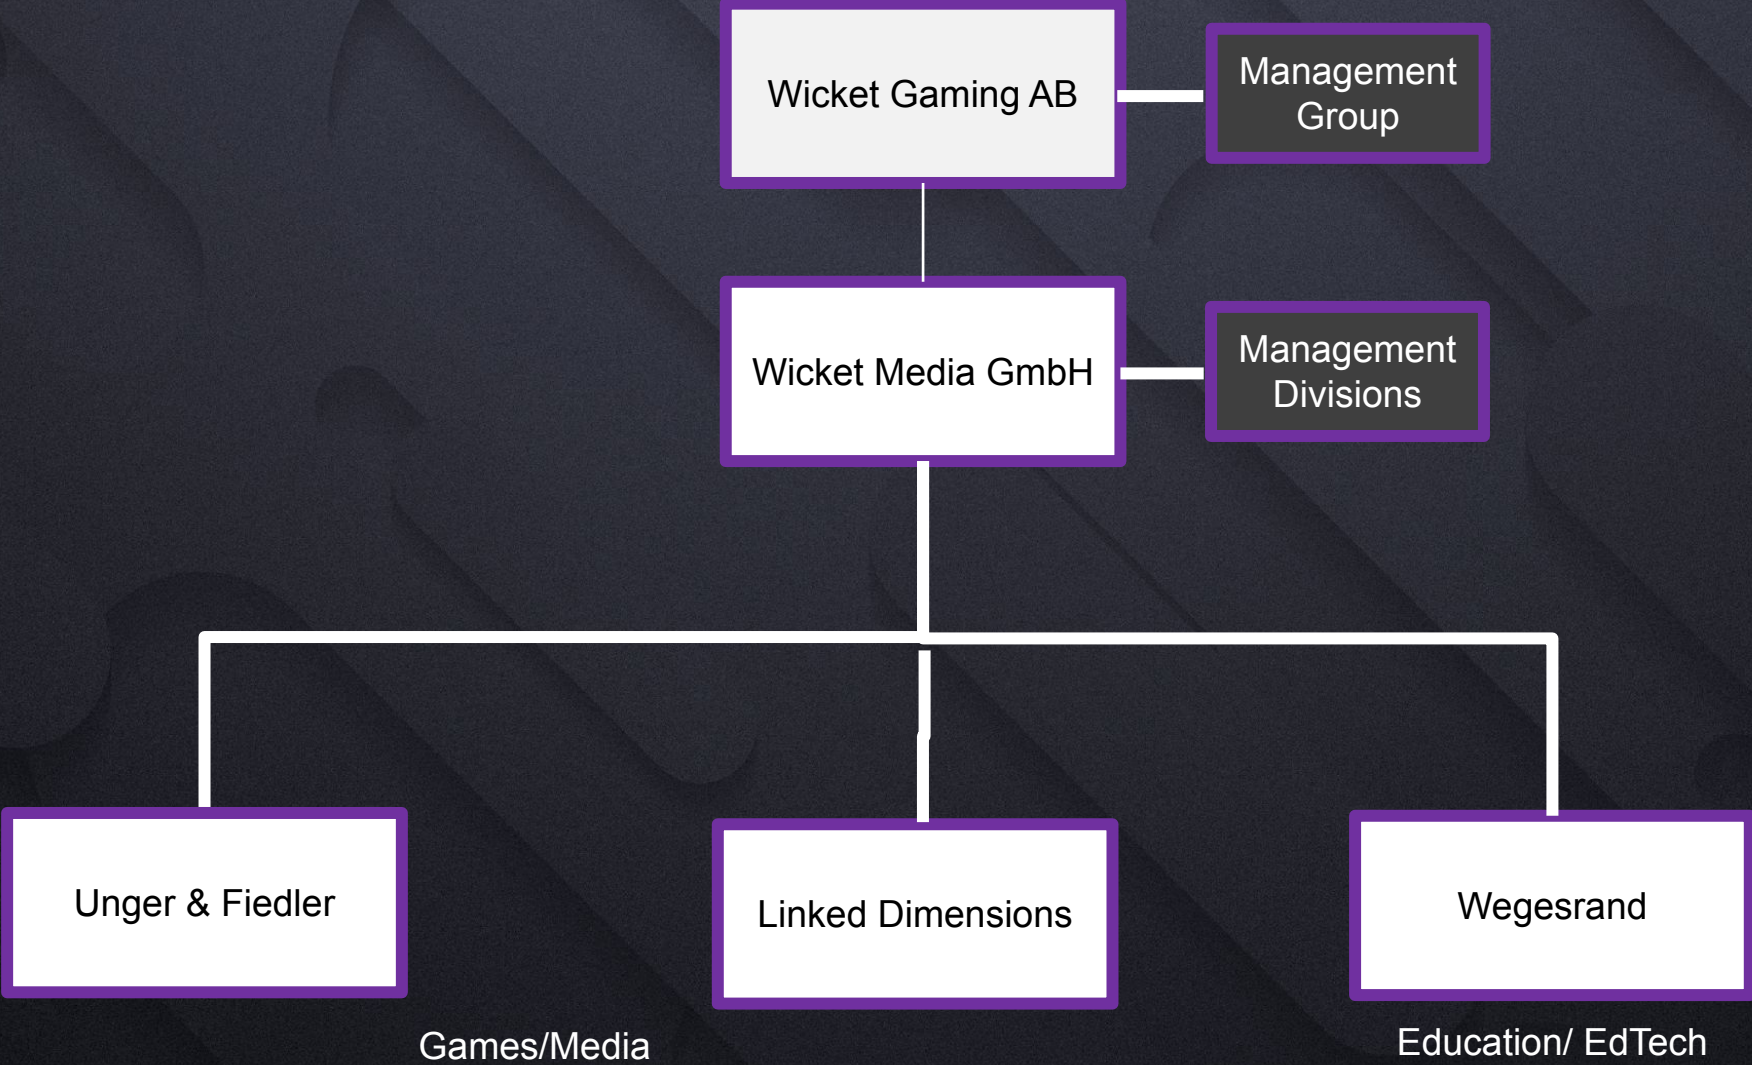 Wicket Gaming AB
Management
Group
Wicket Media GmbH
Management
Divisions
Unger & Fiedler
Linked Dimensions
Wegesrand
Games/Media
Education/ EdTech